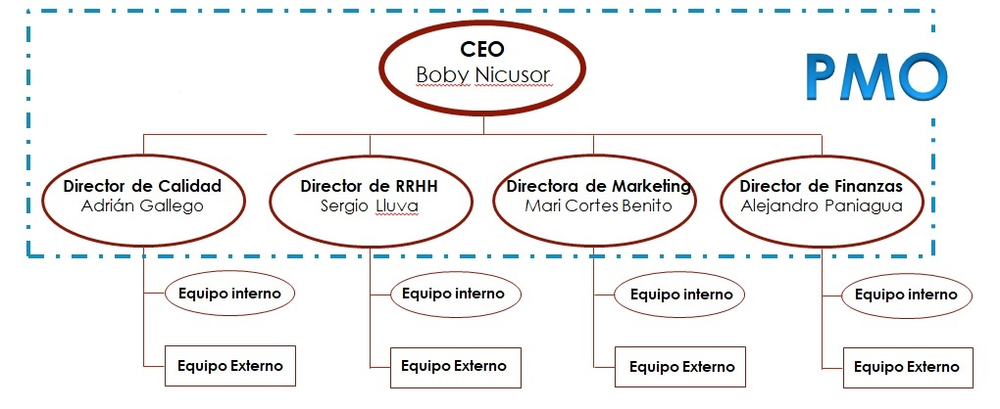 CEO
Boby Nicusor
PMO
Director de Calidad
Adrián Gallego
Director de RRHH
Sergio Lluva
Directora de Marketing
Mari Cortes Benito
Director de Finanzas
Alejandro Paniagua
Equipo interno
Equipo interno
Equipo interno
Equipo interno
Equipo Externo
Equipo Externo
Equipo Externo
Equipo Externo